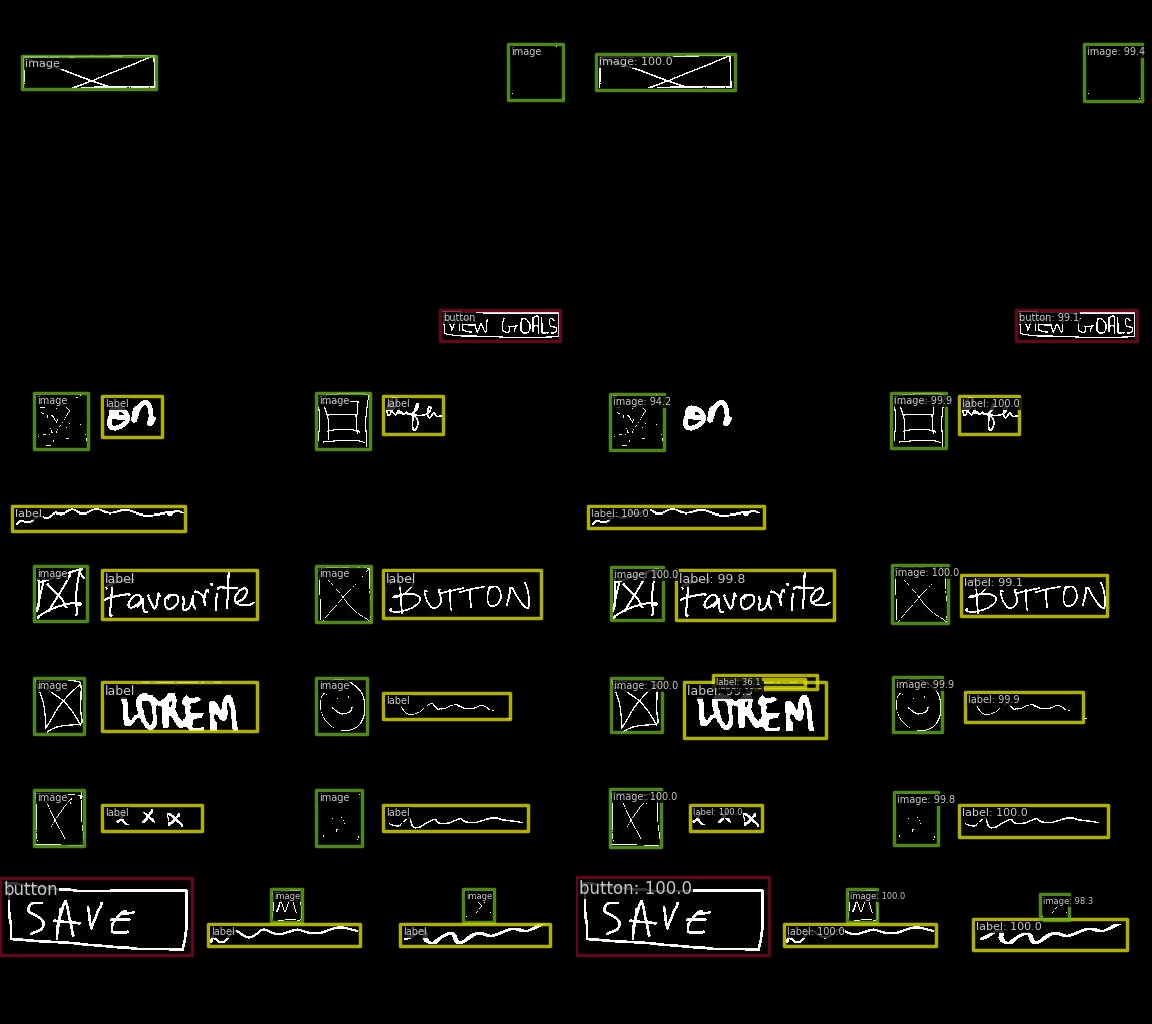 image image image: 100.0 image: 99.4
button button: 99.1
VIEW GOALS VIEW GOALS
image label image label image: 94.2 image: 99.9 label: 100.0
on on
label label: 100.0
image label image label image: 100.0 label: 99.8 image: 100.0 label: 99.1
Favourite BUTTON Favourite BUTTON
image label image label image: 100.0 label: 36.1 image: 99.9 label: 99.9
LOREM LOREM
image label image label image: 100.0 label: 100.0 image: 99.8 label: 100.0
button image image button: 100.0 image: 100.0 image: 98.3
SAVE SAVE
label label label: 100.0 label: 100.0